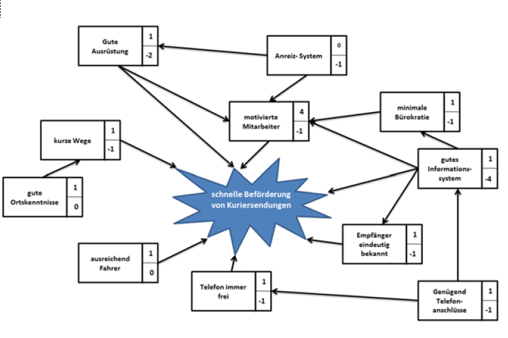 Gute
Ausrüstung
1
-2
Anreiz- System
0
-1
motivierte
Mitarbeiter
4
-1
minimale
Bürokratie
1
-1
kurze Wege
1
-1
gutes
Informations-
system
1
-4
gute
Ortskenntnisse
1
0
schnelle Beförderung
von Kuriersendungen
Empfänger
eindeutig
bekannt
1
-1
ausreichend
Fahrer
1
0
Telefon immer
frei
1
-1
Genügend
Telefon-
anschlüsse
1
-1